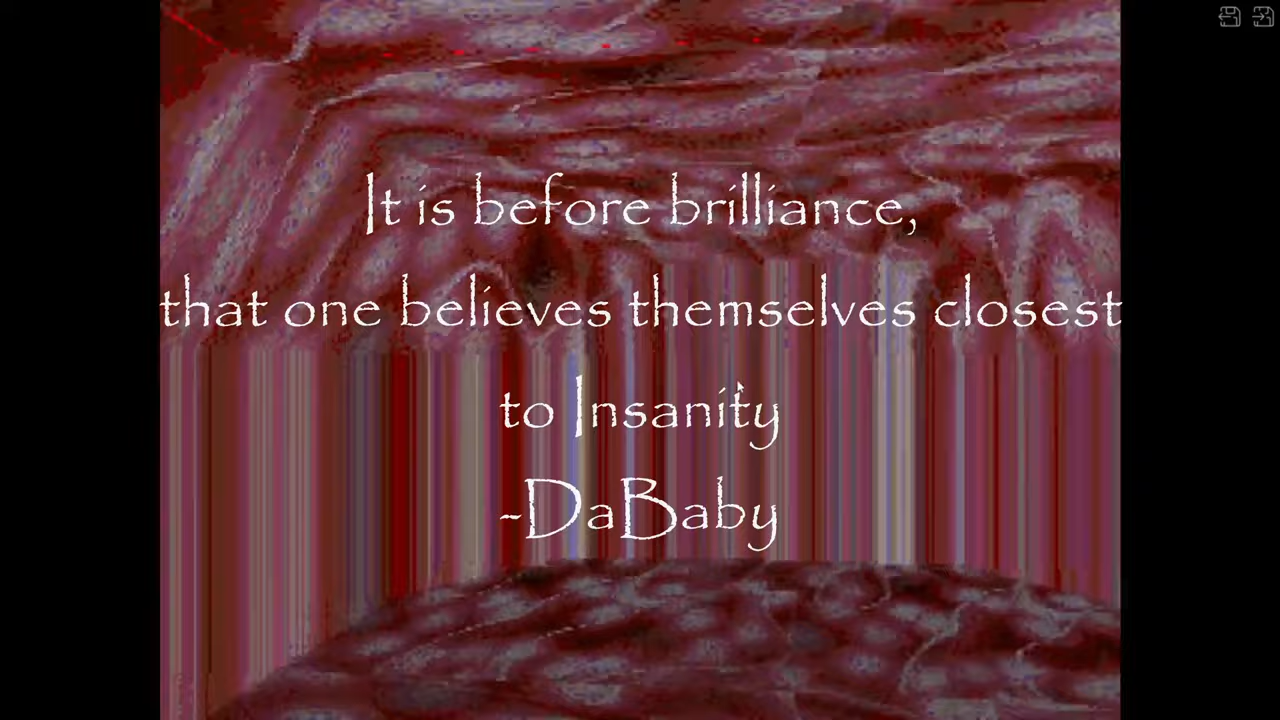 It is before brilliance,
that one believes themselves closest
to Insanity
-DaBaby